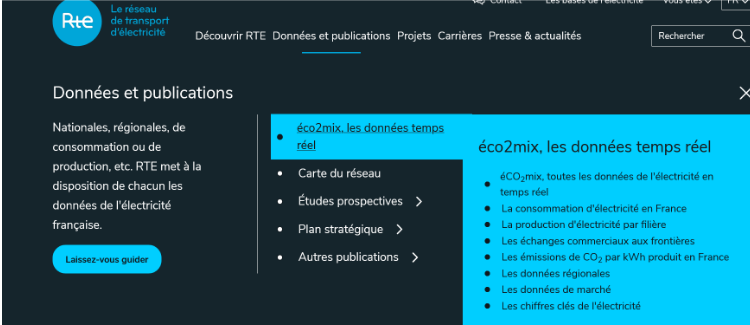 Rte
Le réseau
de transport
d'électricité
Contact
Les bases de l'électricité
Vous êtes
FR
Découvrir RTE
Données et publications
Projets
Carrières
Presse & actualités
Rechercher
Données et publications
Nationales, régionales, de
consommation ou de
production, etc. RTE met à la
disposition de chacun les
données de l'électricité
française.
Laissez-vous guider
éco2mix, les données temps
réel
Carte du réseau
Études prospectives
Plan stratégique
Autres publications
éco2mix, les données temps réel
éCO₂mix, toutes les données de l'électricité en
temps réel
La consommation d'électricité en France
La production d'électricité par filière
Les échanges commerciaux aux frontières
Les émissions de CO₂ par kWh produit en France
Les données régionales
Les données de marché
Les chiffres clés de l'électricité